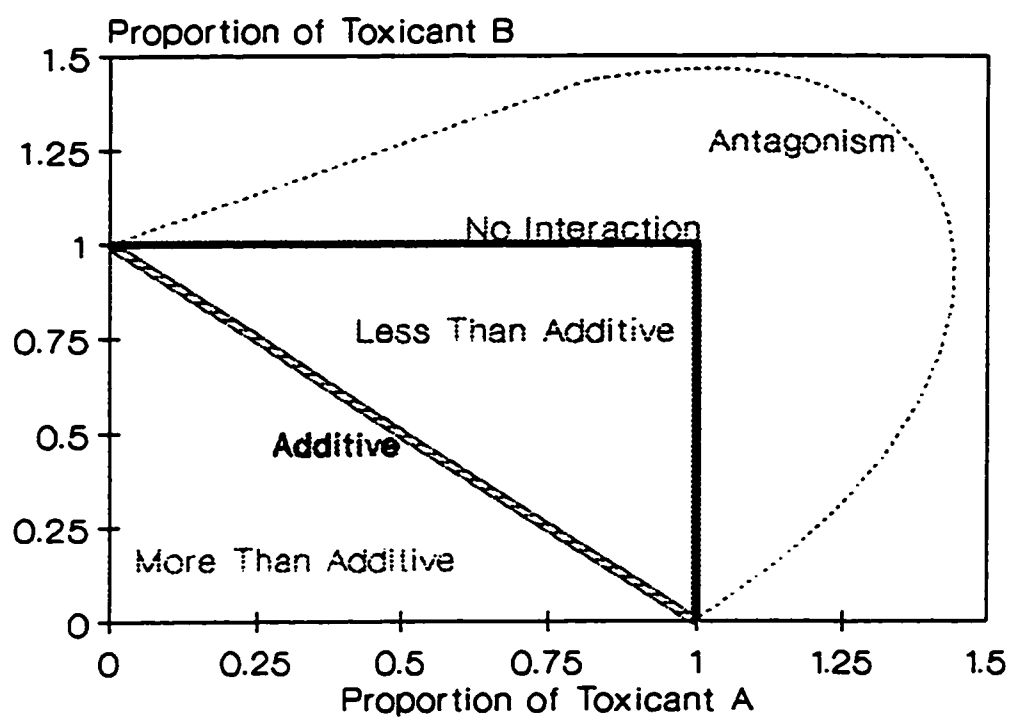 Proportion of Toxicant B
1.5
Antagonism
1.25
No Interaction
1
Less Than Additive
0.75
Additive
0.5
0.25
More Than Additive
0
0 0.25 0.5 0.75 1 1.25 1.5
Proportion of Toxicant A